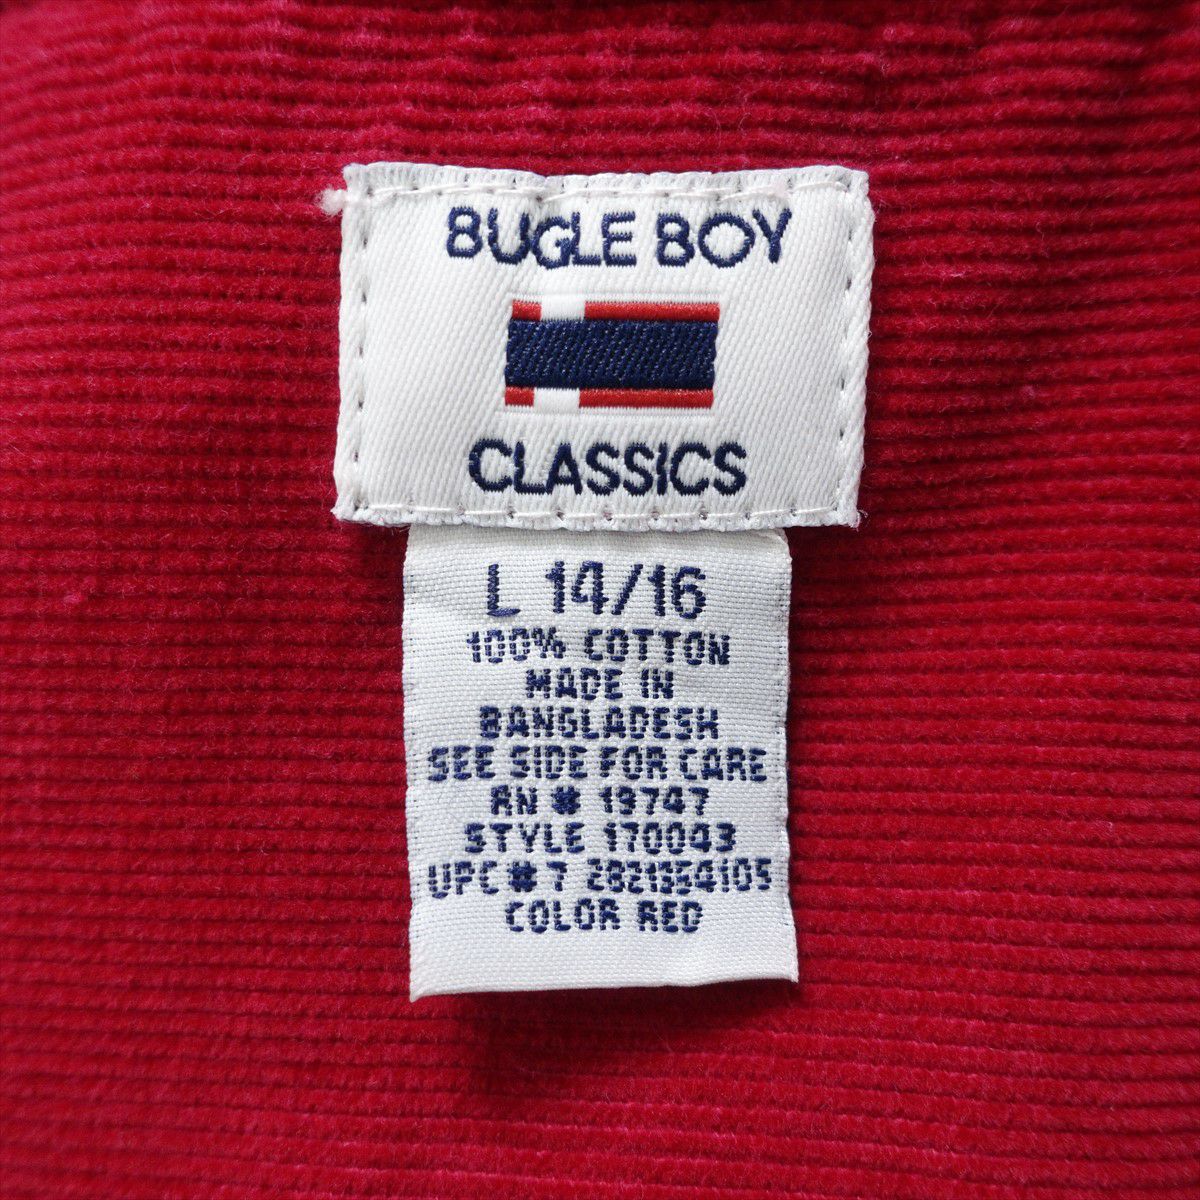 BUGLE BOY
CLASSICS
L 14/16
100% COTTON
MADE IN
BANGLADESH
SEE SIDE FOR CARE
RN # 19747
STYLE 170043
UPC # 7 2821554105
COLOR RED